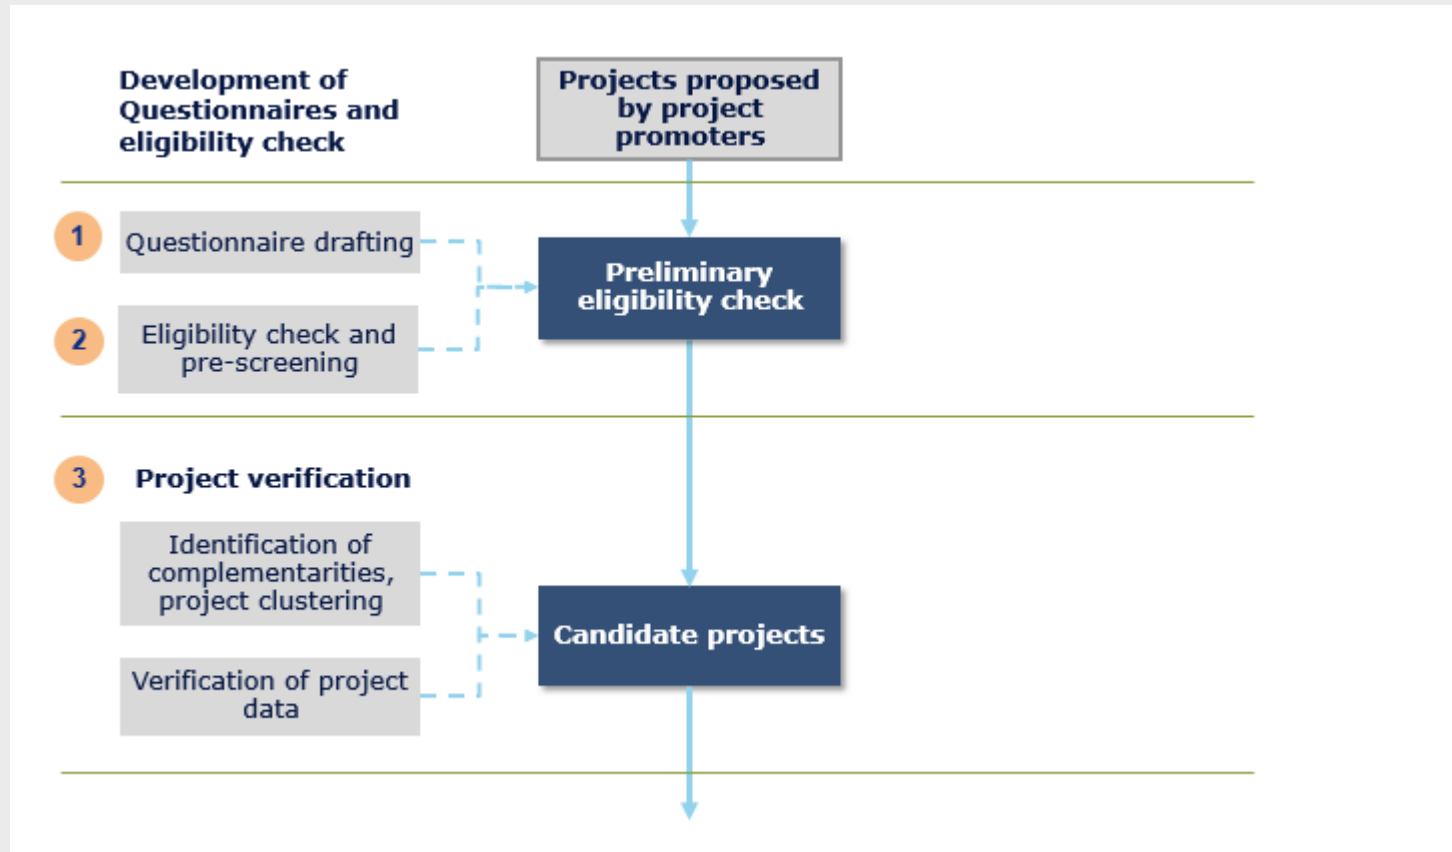 Development of
Questionnaires and
eligibility check
Projects proposed
by project
promoters
1
Questionnaire drafting
Preliminary
eligibility check
2
Eligibility check and
pre-screening
3
Project verification
Identification of
complementarities,
project clustering
Candidate projects
Verification of project
data